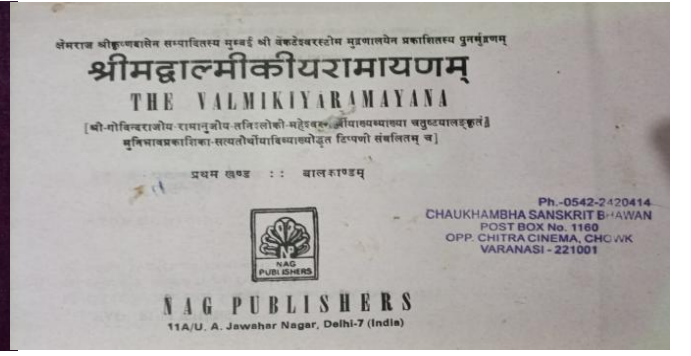 क्षेमराज श्रीकृष्णदासेन सम्पादितस्य मुम्बई श्री वेंकटेश्वरस्टीम मुद्रणालयेन प्रकाशितस्य पुनर्मुद्रणम्
श्रीमद्वाल्मीकीयरामायणम्
THE VALMIKIYARAMAYANA
[श्री-गोविन्दराजीय-रामानुजीय-तनिश्लोकी-महेश्वर चतुष्टयालङ्कृतं
मुनिभावप्रकाशिका-सत्यतीर्थीयादिव्याख्योद्धृत टिप्पणी संवलितम् च]
प्रथम खण्ड :: बालकाण्डम्
Ph.-0542-2420414
CHAUKHAMBHA SANSKRIT BHAWAN
POST BOX No. 1160
OPP. CHITRA CINEMA, CHOWK
VARANASI - 221001
NAG
PUBLISHERS
NAG PUBLISHERS
11A/U. A. Jawahar Nagar, Delhi-7 (India)